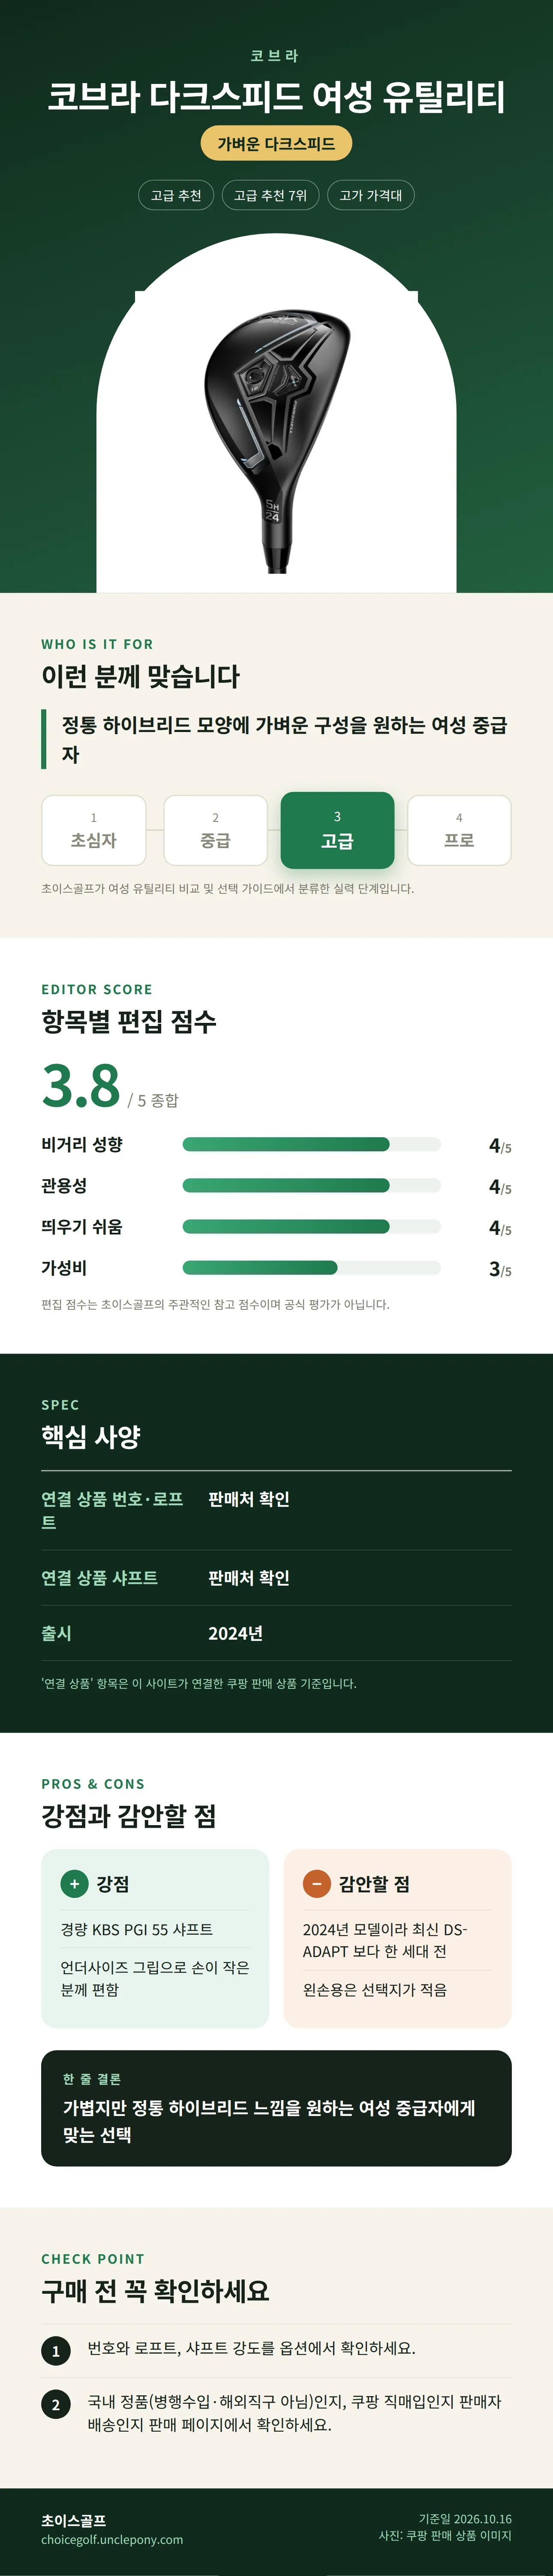 코브라
코브라 다크스피드 여성 유틸리티
가벼운 다크스피드
고급 추천
고급 추천 7위
고가 가격대
5H
24
WHO IS IT FOR
이런 분께 맞습니다
정통 하이브리드 모양에 가벼운 구성을 원하는 여성 중급
자
1
초심자
2
중급
3
고급
4
프로
초이스골프가 여성 유틸리티 비교 및 선택 가이드에서 분류한 실력 단계입니다.
EDITOR SCORE
항목별 편집 점수
3.8 / 5 종합
비거리 성향 4/5
관용성 4/5
띄우기 쉬움 4/5
가성비 3/5
편집 점수는 초이스골프의 주관적인 참고 점수이며 공식 평가가 아닙니다.
SPEC
핵심 사양
연결 상품 번호·로프
트
판매처 확인
연결 상품 샤프트 판매처 확인
출시 2024년
'연결 상품' 항목은 이 사이트가 연결한 쿠팡 판매 상품 기준입니다.
PROS & CONS
강점과 감안할 점
+ 강점
경량 KBS PGI 55 샤프트
언더사이즈 그립으로 손이 작은
분께 편함
− 감안할 점
2024년 모델이라 최신 DS-
ADAPT 보다 한 세대 전
왼손용은 선택지가 적음
한 줄 결론
가볍지만 정통 하이브리드 느낌을 원하는 여성 중급자에게
맞는 선택
CHECK POINT
구매 전 꼭 확인하세요
1 번호와 로프트, 샤프트 강도를 옵션에서 확인하세요.
2 국내 정품(병행수입·해외직구 아님)인지, 쿠팡 직매입인지 판매자
배송인지 판매 페이지에서 확인하세요.
초이스골프
choicegolf.unclepony.com
기준일 2026.10.16
사진: 쿠팡 판매 상품 이미지